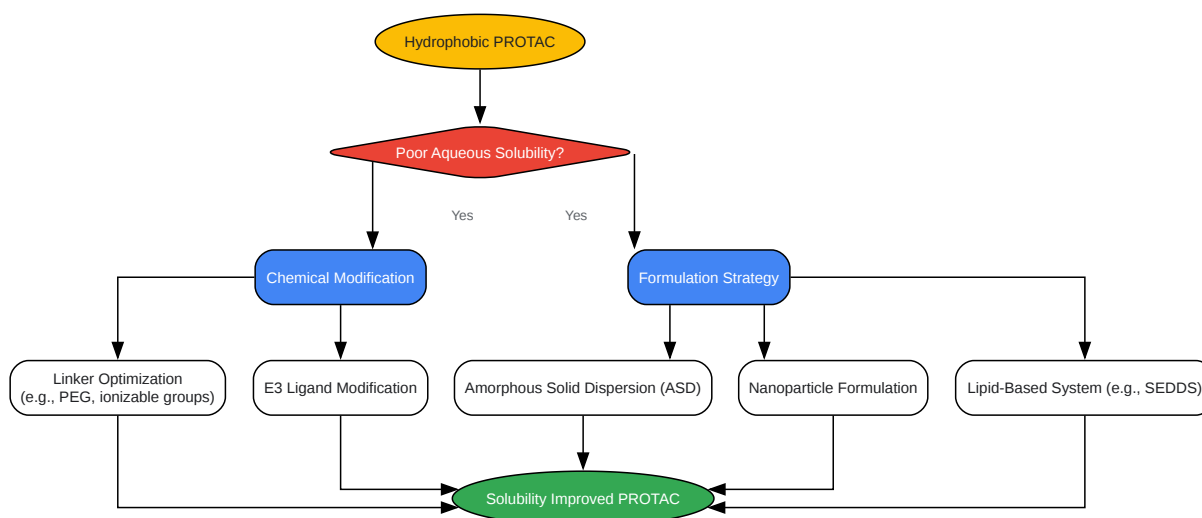 Hydrophobic PROTAC
Poor Aqueous Solubility?
Yes
Yes
Chemical Modification
Formulation Strategy
Linker Optimization
(e.g., PEG, ionizable groups)
E3 Ligand Modification
Amorphous Solid Dispersion (ASD)
Nanoparticle Formulation
Lipid-Based System (e.g., SEDDS)
Solubility Improved PROTAC